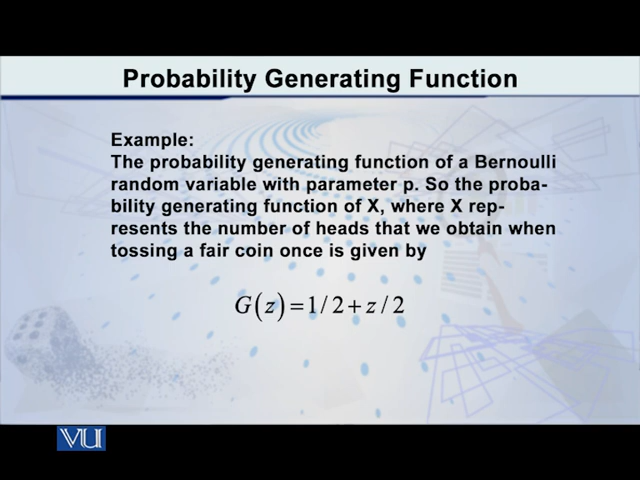 Probability Generating Function
Example:
The probability generating function of a Bernoulli
random variable with parameter p. So the proba-
bility generating function of X, where X rep-
resents the number of heads that we obtain when
tossing a fair coin once is given by
G(z)=1/2+z/2
VU